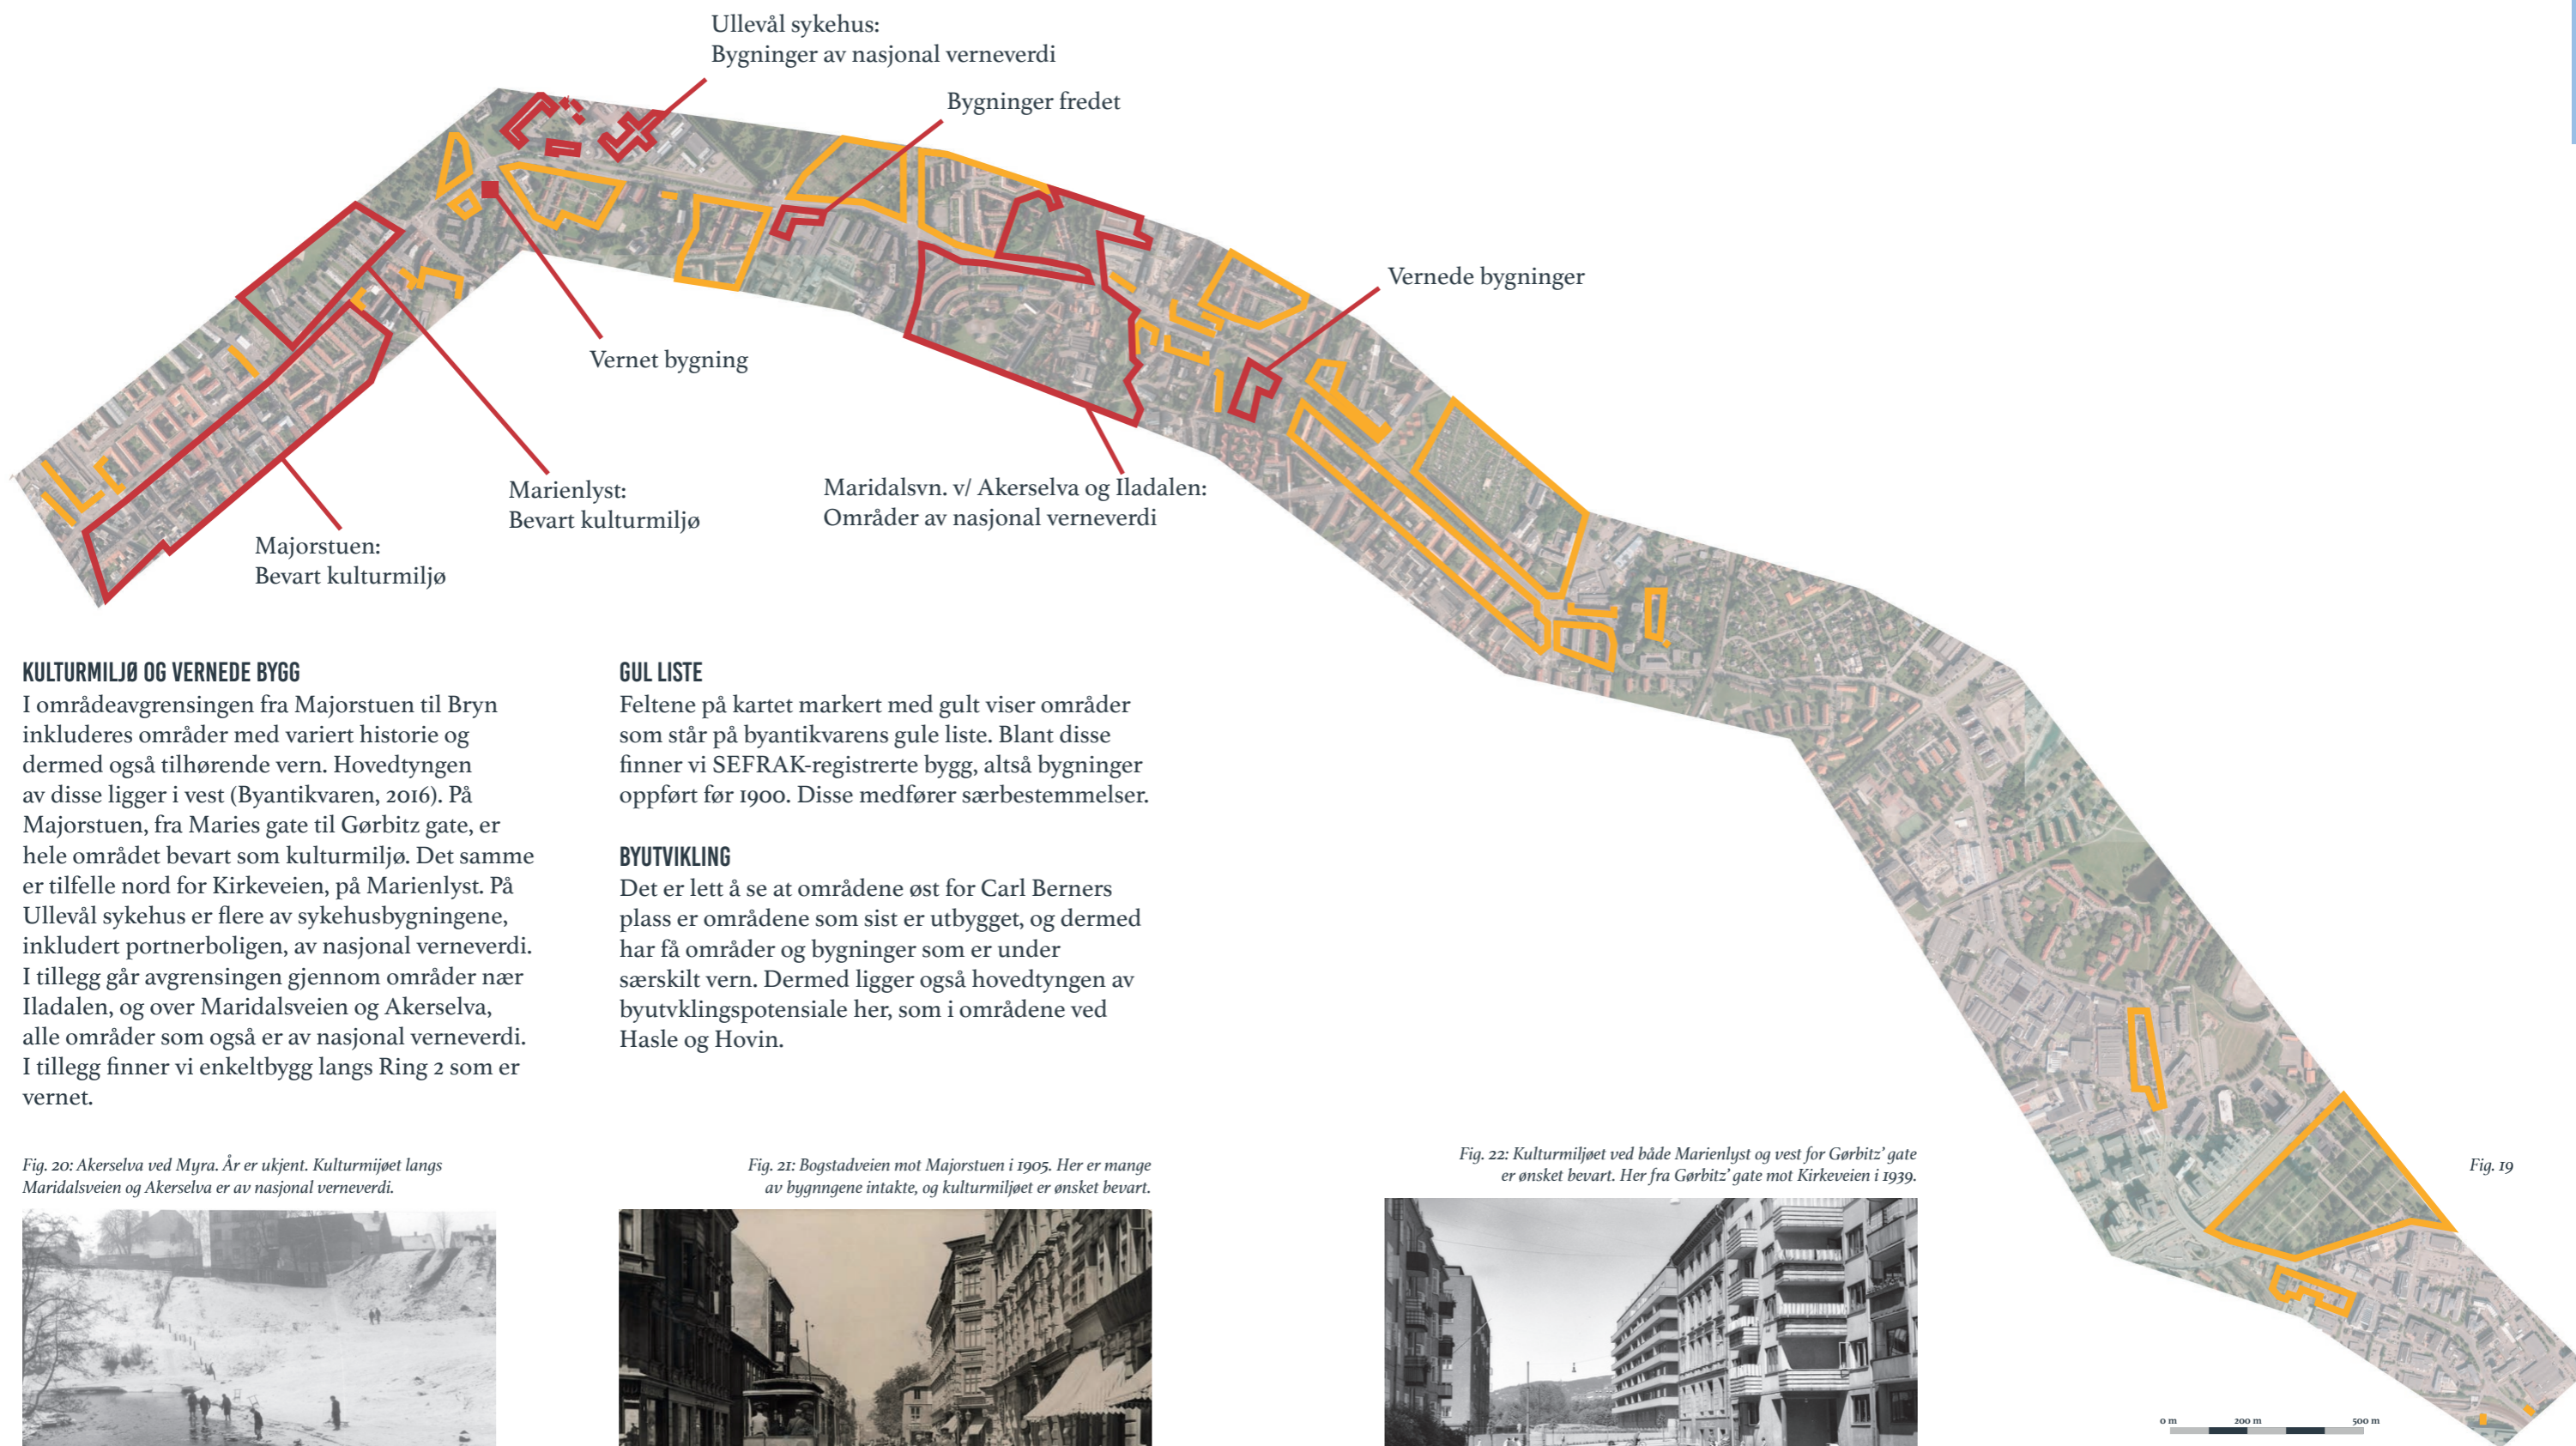 Ullevål sykehus:
Bygninger av nasjonal verneverdi
Bygninger fredet
Vernede bygninger
Vernet bygning
Marienlyst:
Bevart kulturmiljø
Maridalsvn. v/ Akerselva og Iladalen:
Områder av nasjonal verneverdi
Majorstuen:
Bevart kulturmiljø
KULTURMILJØ OG VERNEDE BYGG
I områdeavgrensingen fra Majorstuen til Bryn
inkluderes områder med variert historie og
dermed også tilhørende vern. Hovedtyngen
av disse ligger i vest (Byantikvaren, 2016). På
Majorstuen, fra Maries gate til Gørbitz gate, er
hele området bevart som kulturmiljø. Det samme
er tilfelle nord for Kirkeveien, på Marienlyst. På
Ullevål sykehus er flere av sykehusbygningene,
inkludert portnerboligen, av nasjonal verneverdi.
I tillegg går avgrensingen gjennom områder nær
Iladalen, og over Maridalsveien og Akerselva,
alle områder som også er av nasjonal verneverdi.
I tillegg finner vi enkeltbygg langs Ring 2 som er
vernet.
GUL LISTE
Feltene på kartet markert med gult viser områder
som står på byantikvarens gule liste. Blant disse
finner vi SEFRAK-registrerte bygg, altså bygninger
oppført før 1900. Disse medfører særbestemmelser.
BYUTVIKLING
Det er lett å se at områdene øst for Carl Berners
plass er områdene som sist er utbygget, og dermed
har få områder og bygninger som er under
særskilt vern. Dermed ligger også hovedtyngen av
byutvklingspotensiale her, som i områdene ved
Hasle og Hovin.
Fig. 20: Akerselva ved Myra. År er ukjent. Kulturmijøet langs
Maridalsveien og Akerselva er av nasjonal verneverdi.
Fig. 21: Bogstadveien mot Majorstuen i 1905. Her er mange
av bygnngene intakte, og kulturmiljøet er ønsket bevart.
Fig. 22: Kulturmiljøet ved både Marienlyst og vest for Gørbitz' gate
er ønsket bevart. Her fra Gørbitz' gate mot Kirkeveien i 1939.
Fig. 19
0 m 200 m 500 m